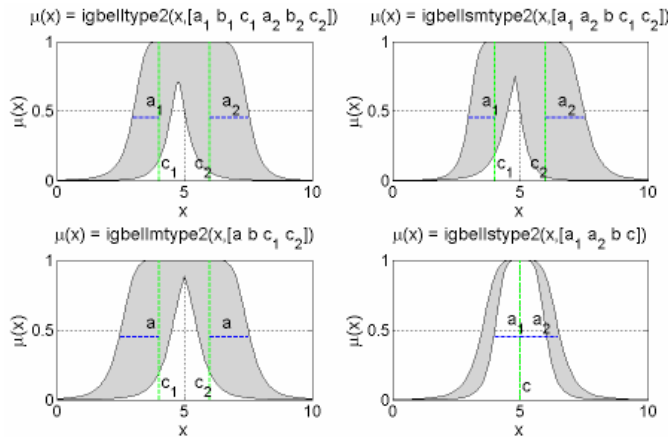 μ(x) = igbelltype2(x,[a₁ b₁ c₁ a₂ b₂ c₂])
1
a₁ a₂
μ(x)
0.5
c₁ c₂
0
0 5 10
x
μ(x) = igbellsmtype2(x,[a₁ a₂ b c₁ c₂])
1
a₁ a₂
μ(x)
0.5
c₁ c₂
0
0 5 10
x
μ(x) = igbellmtype2(x,[a b c₁ c₂])
1
a a
μ(x)
0.5
c₁ c₂
0
0 5 10
x
μ(x) = igbellstype2(x,[a₁ a₂ b c])
1
a₁ a₂
μ(x)
0.5
c
0
0 5 10
x